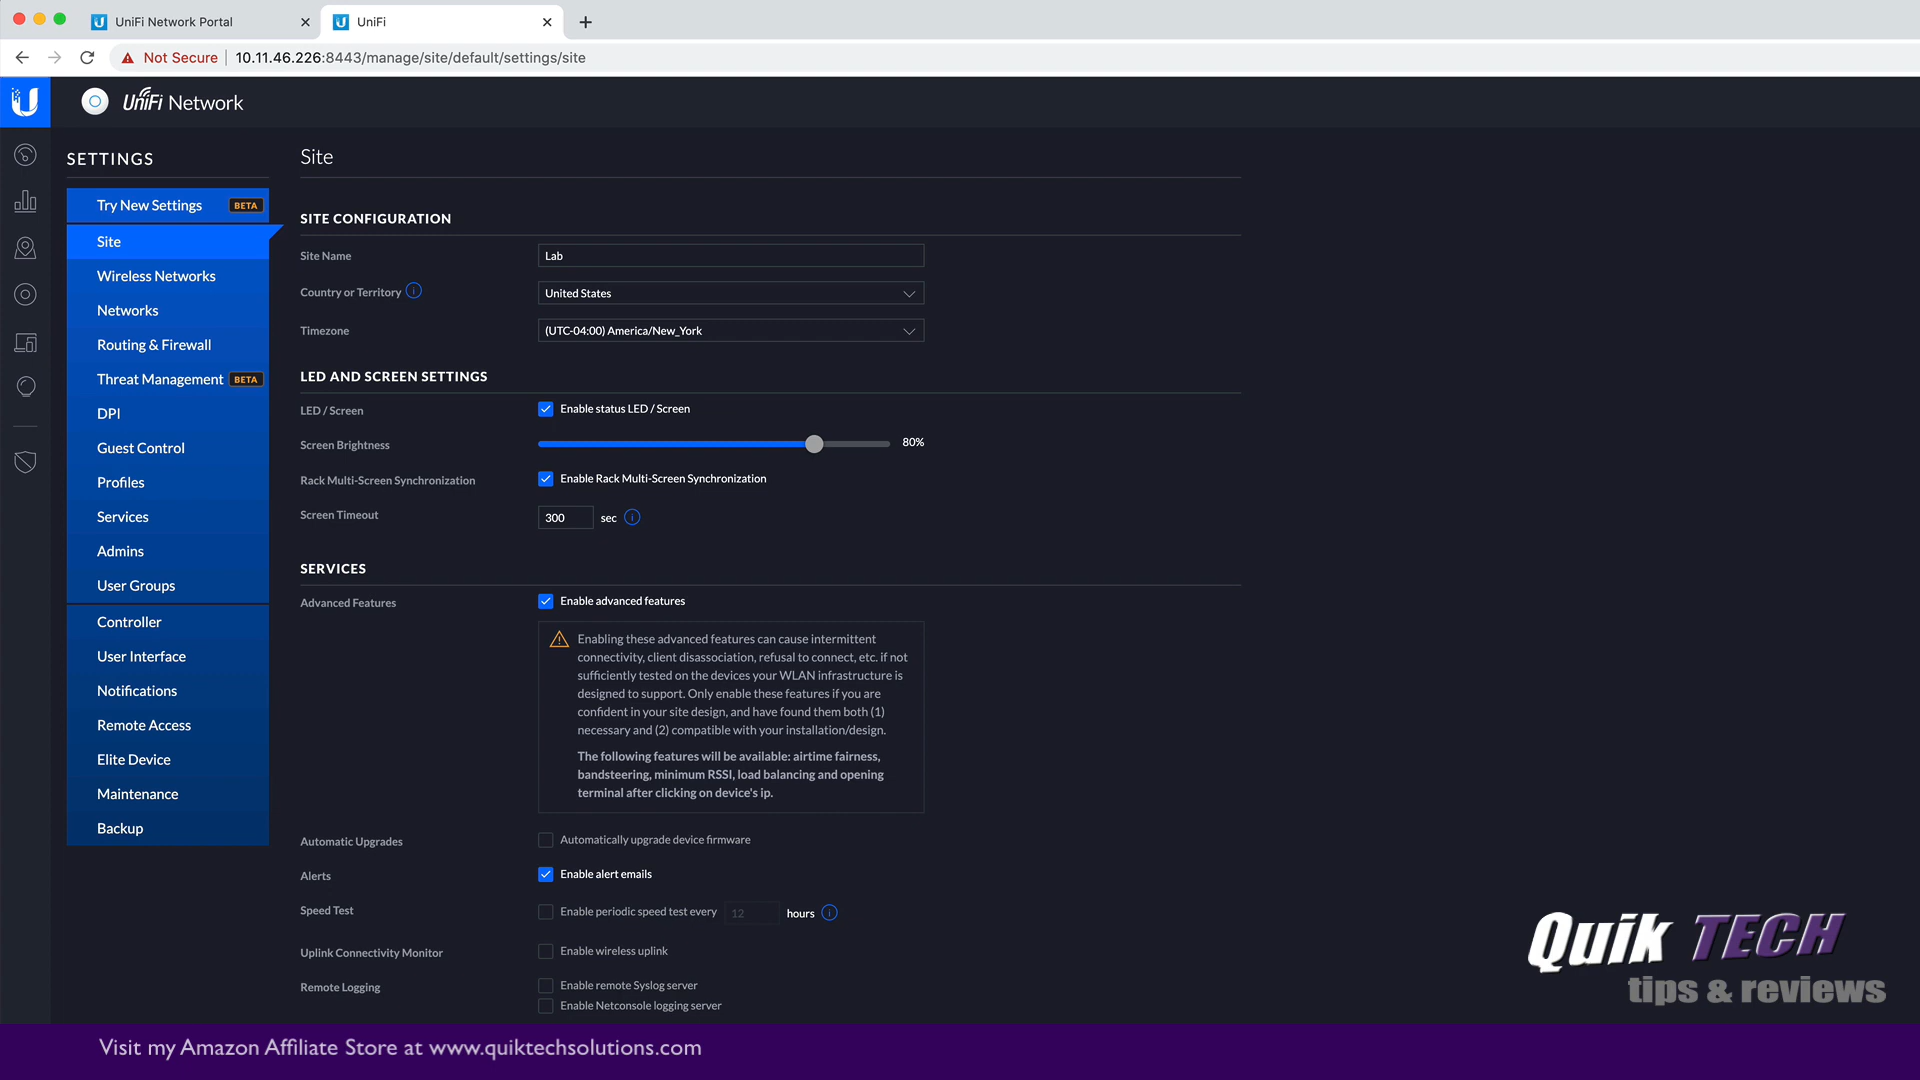 UniFi Network Portal
UniFi
Not Secure
10.11.46.226:8443/manage/site/default/settings/site
UniFi Network
SETTINGS
Try New Settings BETA
Site
Wireless Networks
Networks
Routing & Firewall
Threat Management BETA
DPI
Guest Control
Profiles
Services
Admins
User Groups
Controller
User Interface
Notifications
Remote Access
Elite Device
Maintenance
Backup
Site
SITE CONFIGURATION
Site Name Lab
Country or Territory United States
Timezone (UTC-04:00) America/New_York
LED AND SCREEN SETTINGS
LED / Screen Enable status LED / Screen
Screen Brightness 80%
Rack Multi-Screen Synchronization Enable Rack Multi-Screen Synchronization
Screen Timeout 300 sec
SERVICES
Advanced Features Enable advanced features
Enabling these advanced features can cause intermittent
connectivity, client disassociation, refusal to connect, etc. if not
sufficiently tested on the devices your WLAN infrastructure is
designed to support. Only enable these features if you are
confident in your site design, and have found them both (1)
necessary and (2) compatible with your installation/design.
The following features will be available: airtime fairness,
bandsteering, minimum RSSI, load balancing and opening
terminal after clicking on device's ip.
Automatic Upgrades Automatically upgrade device firmware
Alerts Enable alert emails
Speed Test Enable periodic speed test every 12 hours
Uplink Connectivity Monitor Enable wireless uplink
Remote Logging Enable remote Syslog server
Enable Netconsole logging server
Quik TECH
tips & reviews
Visit my Amazon Affiliate Store at www.quiktechsolutions.com